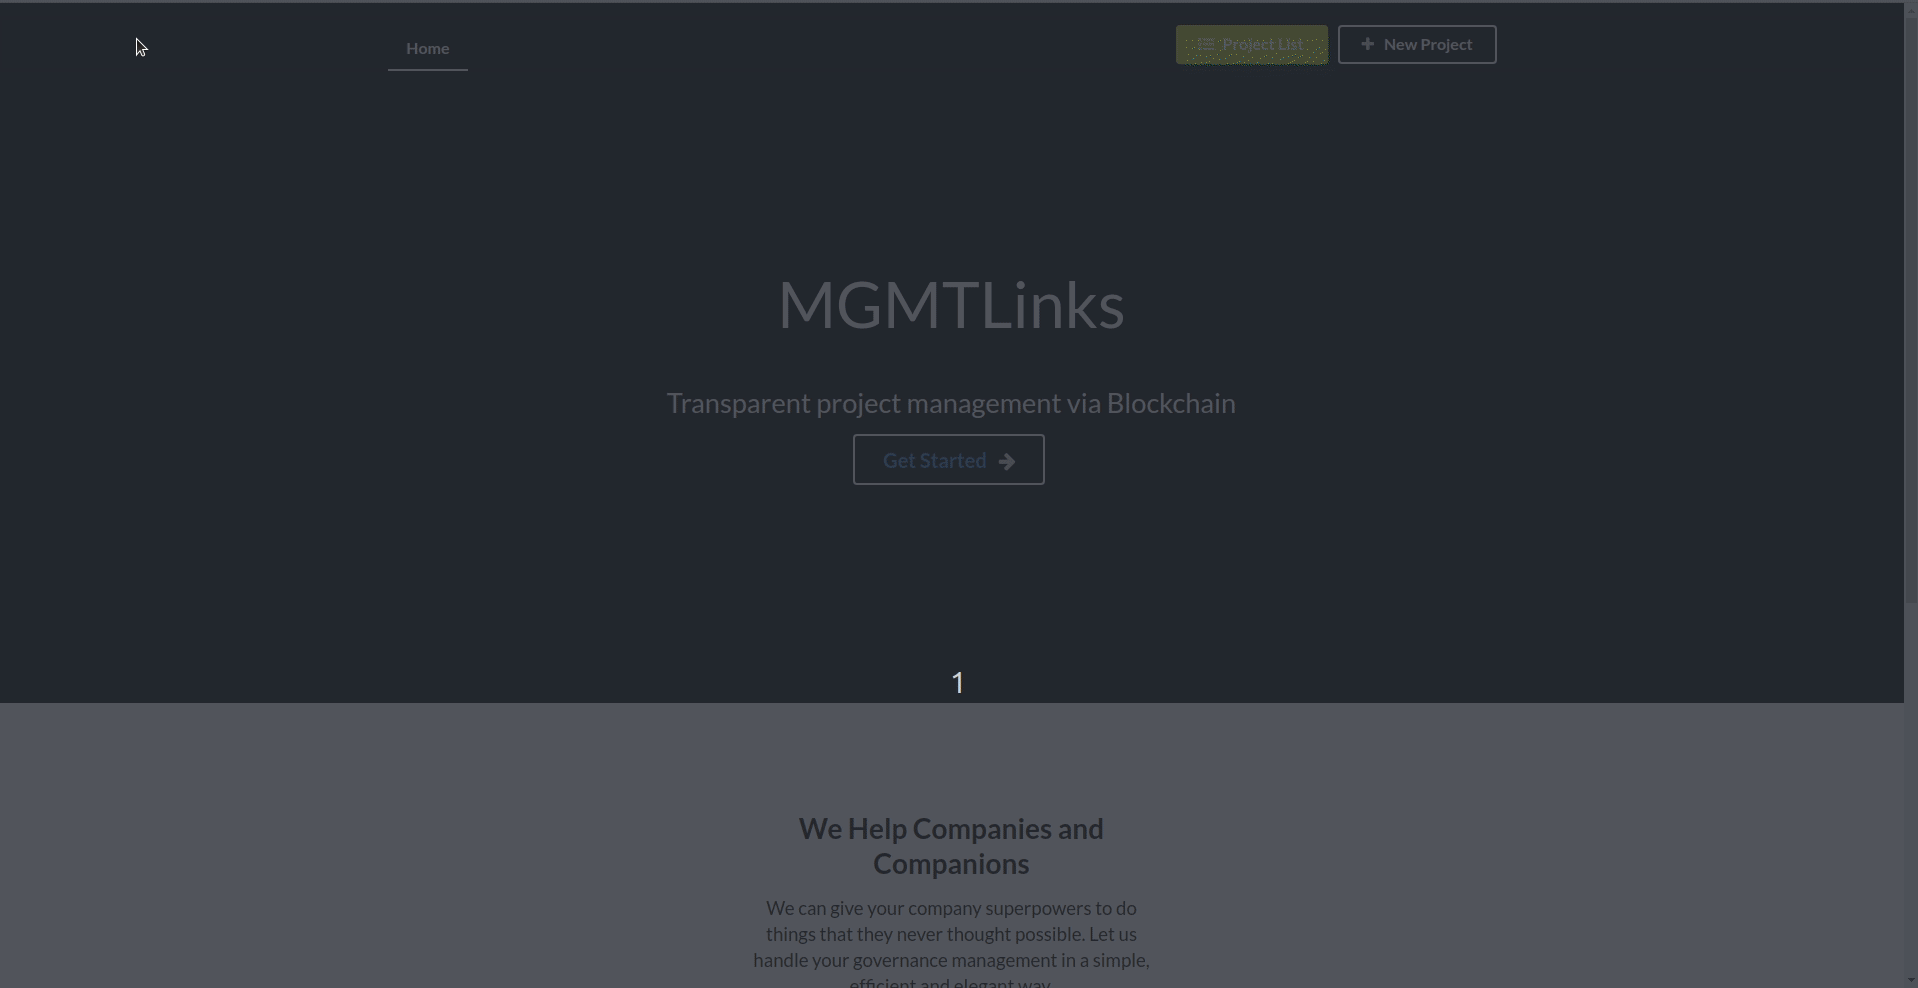 Home
Project List
New Project
MGMTLinks
Transparent project management via Blockchain
Get Started
1
We Help Companies and
Companions
We can give your company superpowers to do
things that they never thought possible. Let us
handle your governance management in a simple,
efficient and elegant way